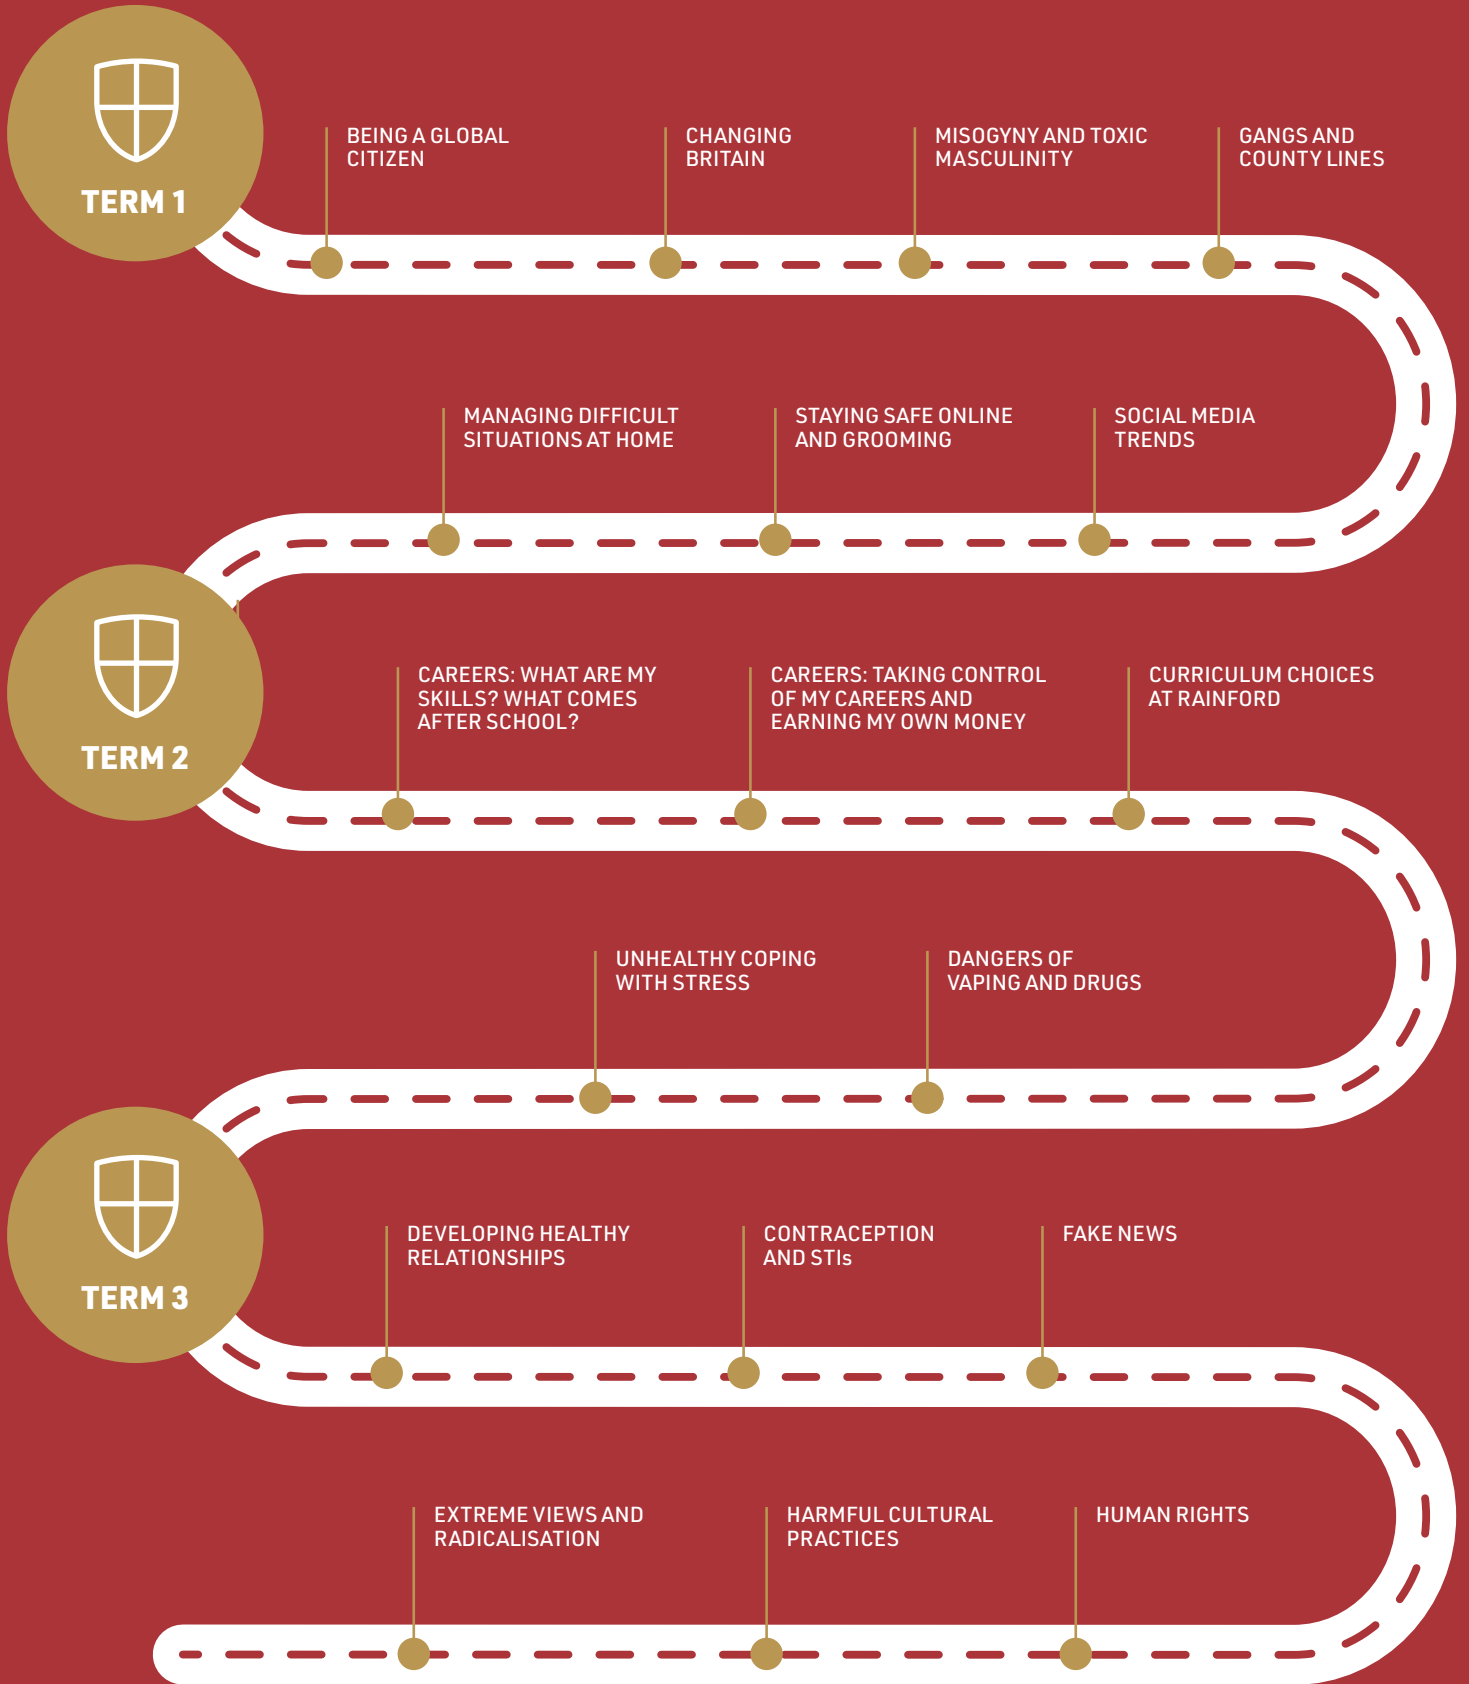 TERM 1
BEING A GLOBAL
CITIZEN
CHANGING
BRITAIN
MISOGYNY AND TOXIC
MASCULINITY
GANGS AND
COUNTY LINES
MANAGING DIFFICULT
SITUATIONS AT HOME
STAYING SAFE ONLINE
AND GROOMING
SOCIAL MEDIA
TRENDS
TERM 2
CAREERS: WHAT ARE MY
SKILLS? WHAT COMES
AFTER SCHOOL?
CAREERS: TAKING CONTROL
OF MY CAREERS AND
EARNING MY OWN MONEY
CURRICULUM CHOICES
AT RAINFORD
UNHEALTHY COPING
WITH STRESS
DANGERS OF
VAPING AND DRUGS
TERM 3
DEVELOPING HEALTHY
RELATIONSHIPS
CONTRACEPTION
AND STIs
FAKE NEWS
EXTREME VIEWS AND
RADICALISATION
HARMFUL CULTURAL
PRACTICES
HUMAN RIGHTS